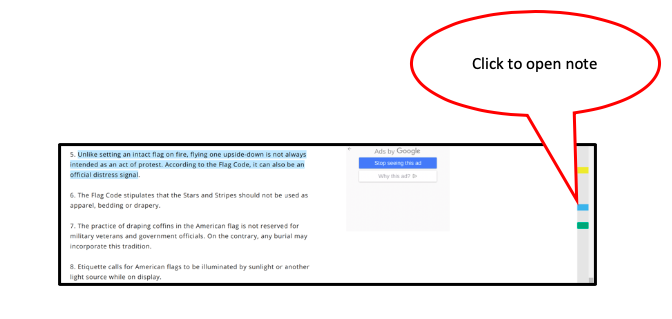 Click to open note
5. Unlike setting an intact flag on fire, flying one upside-down is not always
intended as an act of protest. According to the Flag Code, it can also be an
official distress signal.
6. The Flag Code stipulates that the Stars and Stripes should not be used as
apparel, bedding or drapery.
7. The practice of draping coffins in the American flag is not reserved for
military veterans and government officials. On the contrary, any burial may
incorporate this tradition.
8. Etiquette calls for American flags to be illuminated by sunlight or another
light source while on display.
Ads by Google
Stop seeing this ad
Why this ad?